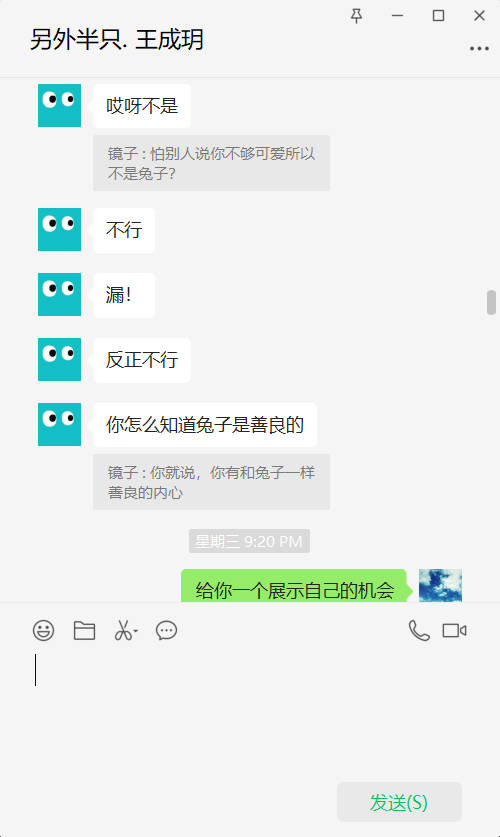 另外半只. 王成玥
哎呀不是
镜子 : 怕别人说你不够可爱所以
不是兔子?
不行
漏!
反正不行
你怎么知道兔子是善良的
镜子 : 你就说，你有和兔子一样
善良的内心
星期三 9:20 PM
给你一个展示自己的机会
发送(S)